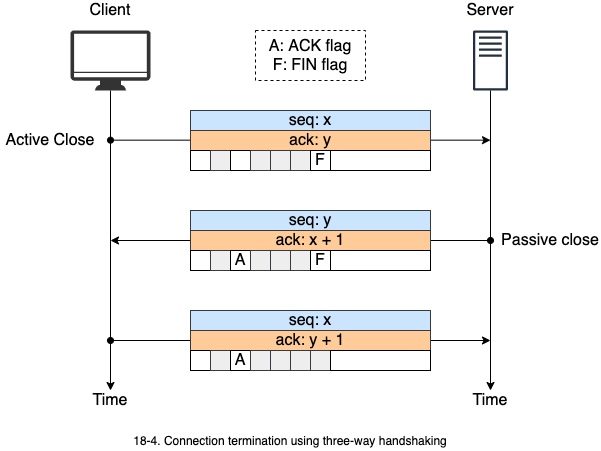 Client
Server
A: ACK flag
F: FIN flag
seq: x
Active Close
ack: y
F
seq: y
ack: x + 1
Passive close
A
F
seq: x
ack: y + 1
A
Time
Time
18-4. Connection termination using three-way handshaking